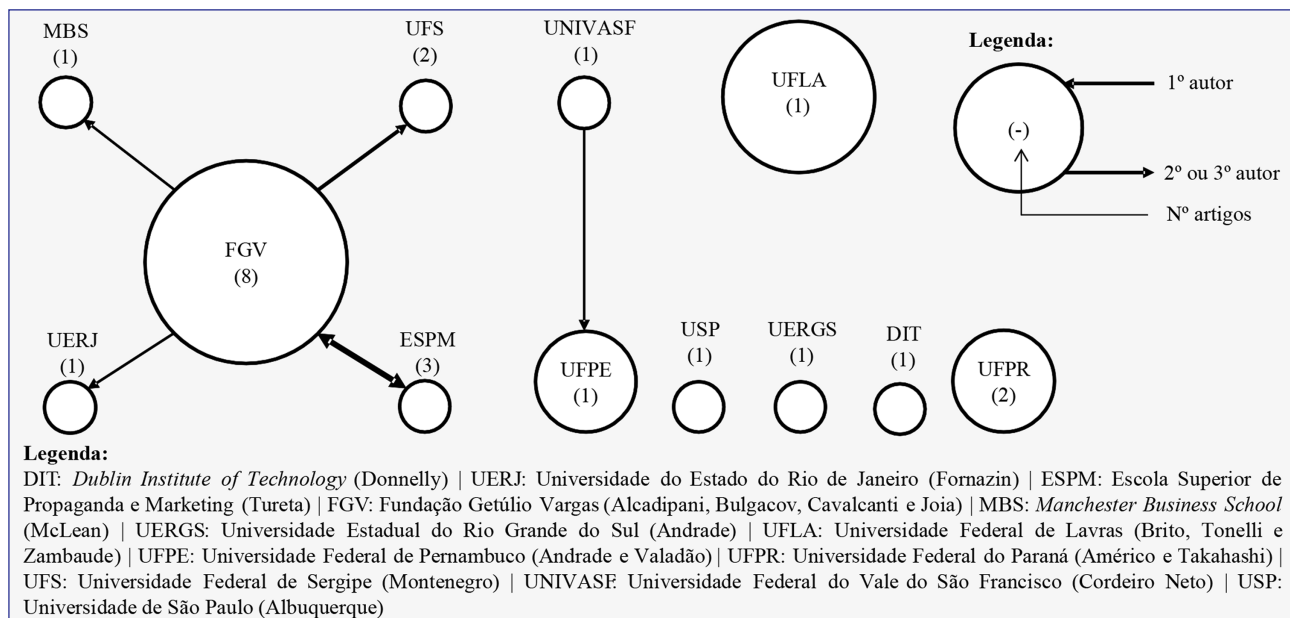 MBS
(1)
UFS
(2)
UNIVASF
(1)
UFLA
(1)
Legenda:
(-)
1º autor
2º ou 3º autor
Nº artigos
FGV
(8)
UERJ
(1)
ESPM
(3)
UFPE
(1)
USP
(1)
UERGS
(1)
DIT
(1)
UFPR
(2)
Legenda:
DIT: Dublin Institute of Technology (Donnelly) | UERJ: Universidade do Estado do Rio de Janeiro (Fornazin) | ESPM: Escola Superior de
Propaganda e Marketing (Tureta) | FGV: Fundação Getúlio Vargas (Alcadipani, Bulgacov, Cavalcanti e Joia) | MBS: Manchester Business School
(McLean) | UERGS: Universidade Estadual do Rio Grande do Sul (Andrade) | UFLA: Universidade Federal de Lavras (Brito, Tonelli e
Zambaude) | UFPE: Universidade Federal de Pernambuco (Andrade e Valadão) | UFPR: Universidade Federal do Paraná (Américo e Takahashi) |
UFS: Universidade Federal de Sergipe (Montenegro) | UNIVASF: Universidade Federal do Vale do São Francisco (Cordeiro Neto) | USP:
Universidade de São Paulo (Albuquerque)